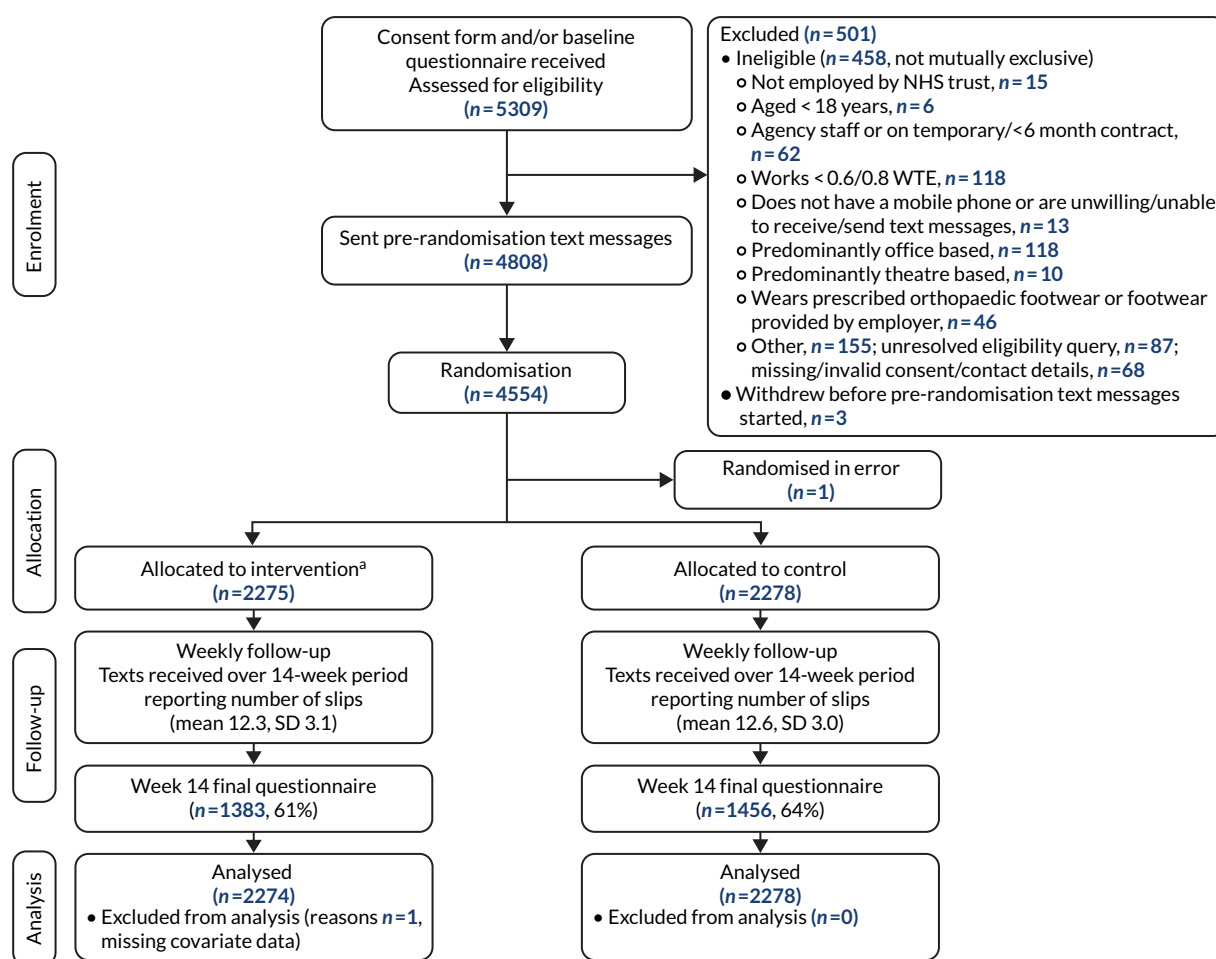 Consent form and/or baseline
questionnaire received
Assessed for eligibility
(n=5309)
Excluded (n=501)
• Ineligible (n=458, not mutually exclusive)
Not employed by NHS trust, n=15
Aged < 18 years, n=6
Agency staff or on temporary/<6 month contract,
n=62
Works < 0.6/0.8 WTE, n=118
Does not have a mobile phone or are unwilling/unable
to receive/send text messages, n=13
Predominantly office based, n=118
Predominantly theatre based, n=10
Wears prescribed orthopaedic footwear or footwear
provided by employer, n=46
Other, n=155; unresolved eligibility query, n=87;
missing/invalid consent/contact details, n=68
• Withdrew before pre-randomisation text messages
started, n=3
Enrolment
Sent pre-randomisation text messages
(n=4808)
Randomisation
(n=4554)
Randomised in error
(n=1)
Allocation
Allocated to interventionᵃ
(n=2275)
Allocated to control
(n=2278)
Follow-up
Weekly follow-up
Texts received over 14-week period
reporting number of slips
(mean 12.3, SD 3.1)
Weekly follow-up
Texts received over 14-week period
reporting number of slips
(mean 12.6, SD 3.0)
Week 14 final questionnaire
(n=1383, 61%)
Week 14 final questionnaire
(n=1456, 64%)
Analysis
Analysed
(n=2274)
• Excluded from analysis (reasons n=1,
missing covariate data)
Analysed
(n=2278)
• Excluded from analysis (n=0)